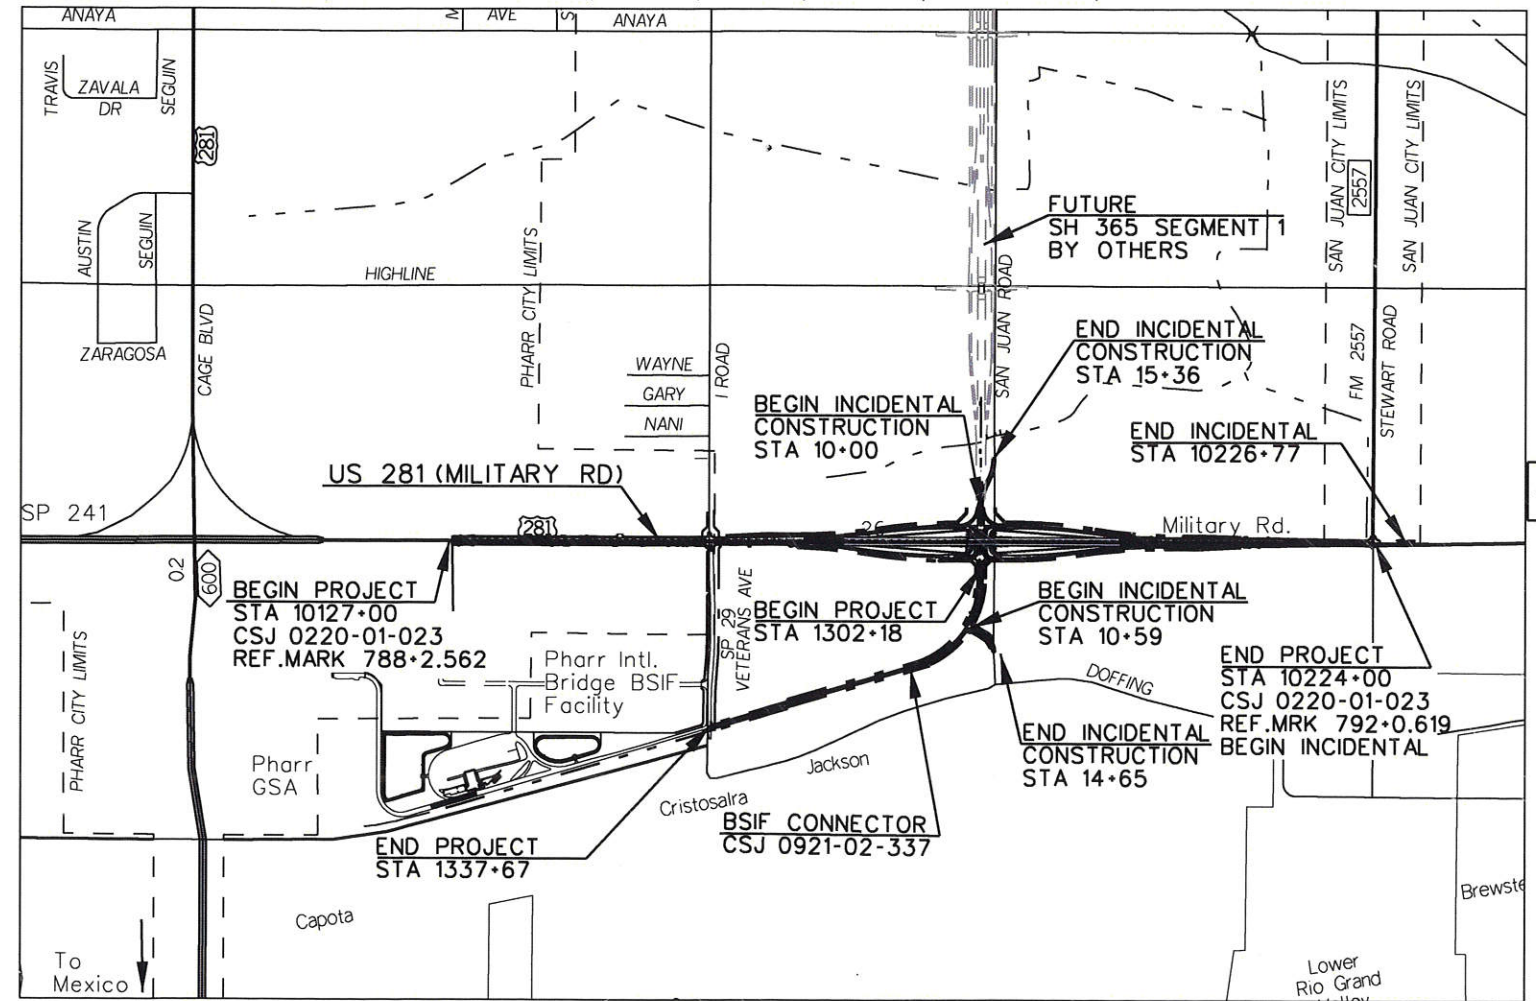 ANAYA
AVE
S
ANAYA
TRAVIS
ZAVALA
DR
SEGUIN
281
AUSTIN
SEGUIN
ZARAGOSA
CAGE BLVD
HIGHLINE
PHARR CITY LIMITS
WAYNE
GARY
NANI
I ROAD
FUTURE
SH 365 SEGMENT 1
BY OTHERS
SAN JUAN ROAD
SAN JUAN CITY LIMITS
2557
SAN JUAN CITY LIMITS
FM 2557
STEWART ROAD
END INCIDENTAL
CONSTRUCTION
STA 15+36
BEGIN INCIDENTAL
CONSTRUCTION
STA 10+00
END INCIDENTAL
STA 10226+77
US 281 (MILITARY RD)
SP 241
281
26
Military Rd.
02
600
BEGIN PROJECT
STA 10127+00
CSJ 0220-01-023
REF.MARK 788+2.562
SP 29
VETERANS AVE
BEGIN PROJECT
STA 1302+18
BEGIN INCIDENTAL
CONSTRUCTION
STA 10+59
END PROJECT
STA 10224+00
CSJ 0220-01-023
REF.MRK 792+0.619
BEGIN INCIDENTAL
DOFFING
PHARR CITY LIMITS
Pharr Intl.
Bridge BSIF
Facility
Pharr
GSA
END INCIDENTAL
CONSTRUCTION
STA 14+65
Jackson
Cristosalra
BSIF CONNECTOR
CSJ 0921-02-337
END PROJECT
STA 1337+67
Capota
To
Mexico
Brewste
Lower
Rio Grand